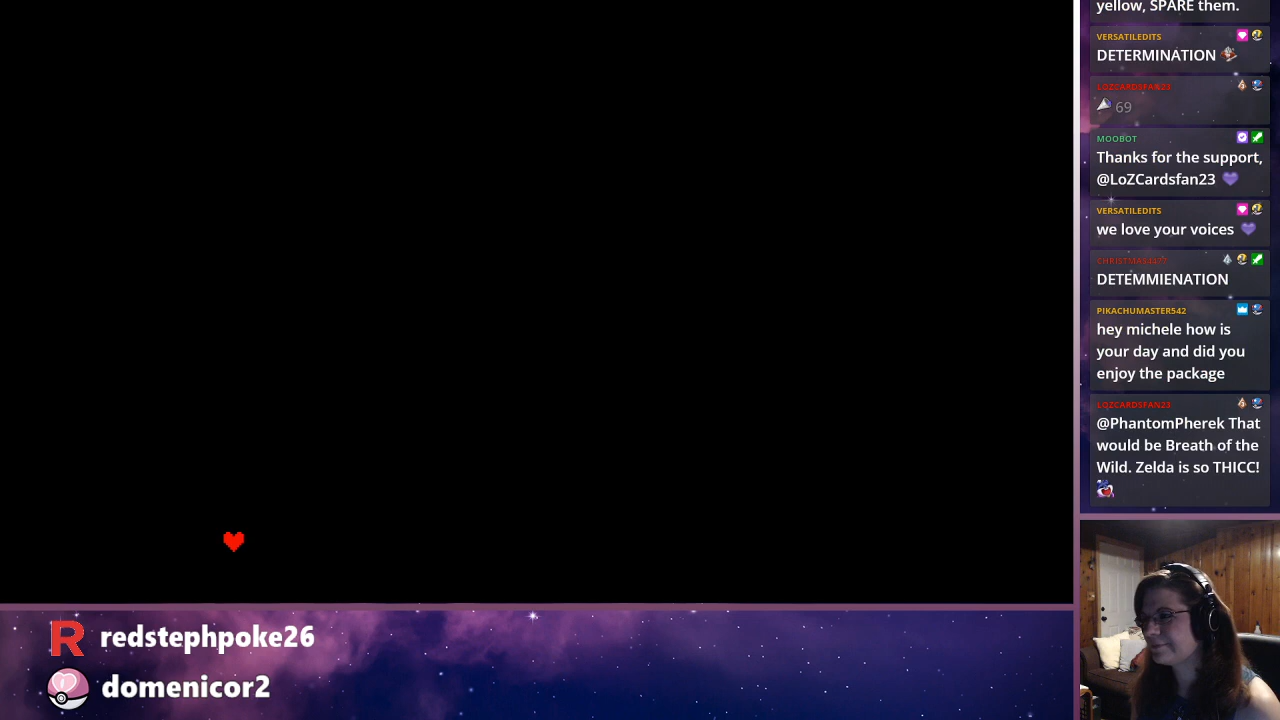 yellow, SPARE them.
VERSATILEDITS
DETERMINATION
LOZCARDSFAN23
69
MOOBOT
Thanks for the support,
@LoZCardsfan23
VERSATILEDITS
we love your voices
CHRISTMAS4477
DETEMMIENATION
PIKACHUMASTER542
hey michele how is
your day and did you
enjoy the package
LOZCARDSFAN23
@PhantomPherek That
would be Breath of the
Wild. Zelda is so THICC!
R redstephpoke26
domenicor2